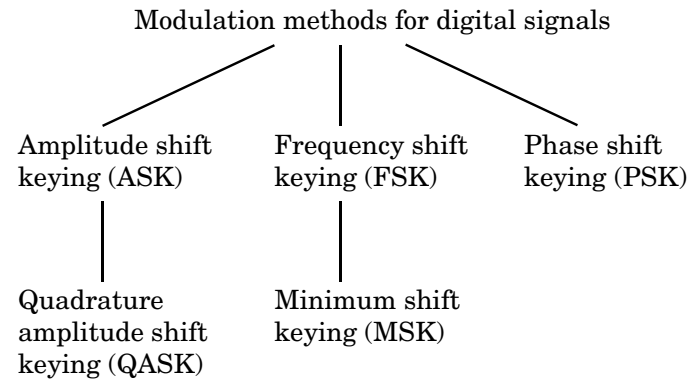 Modulation methods for digital signals
Amplitude shift
keying (ASK)
Frequency shift
keying (FSK)
Phase shift
keying (PSK)
Quadrature
amplitude shift
keying (QASK)
Minimum shift
keying (MSK)